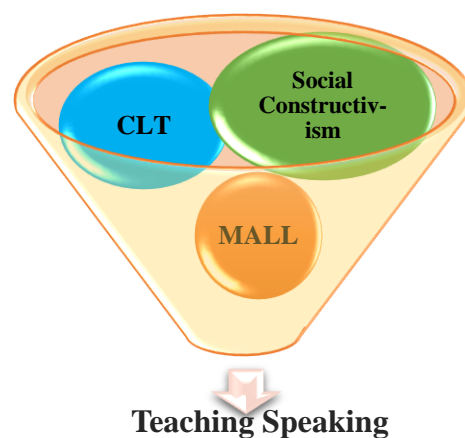 CLT
Social
Constructiv-
ism
MALL
Teaching Speaking